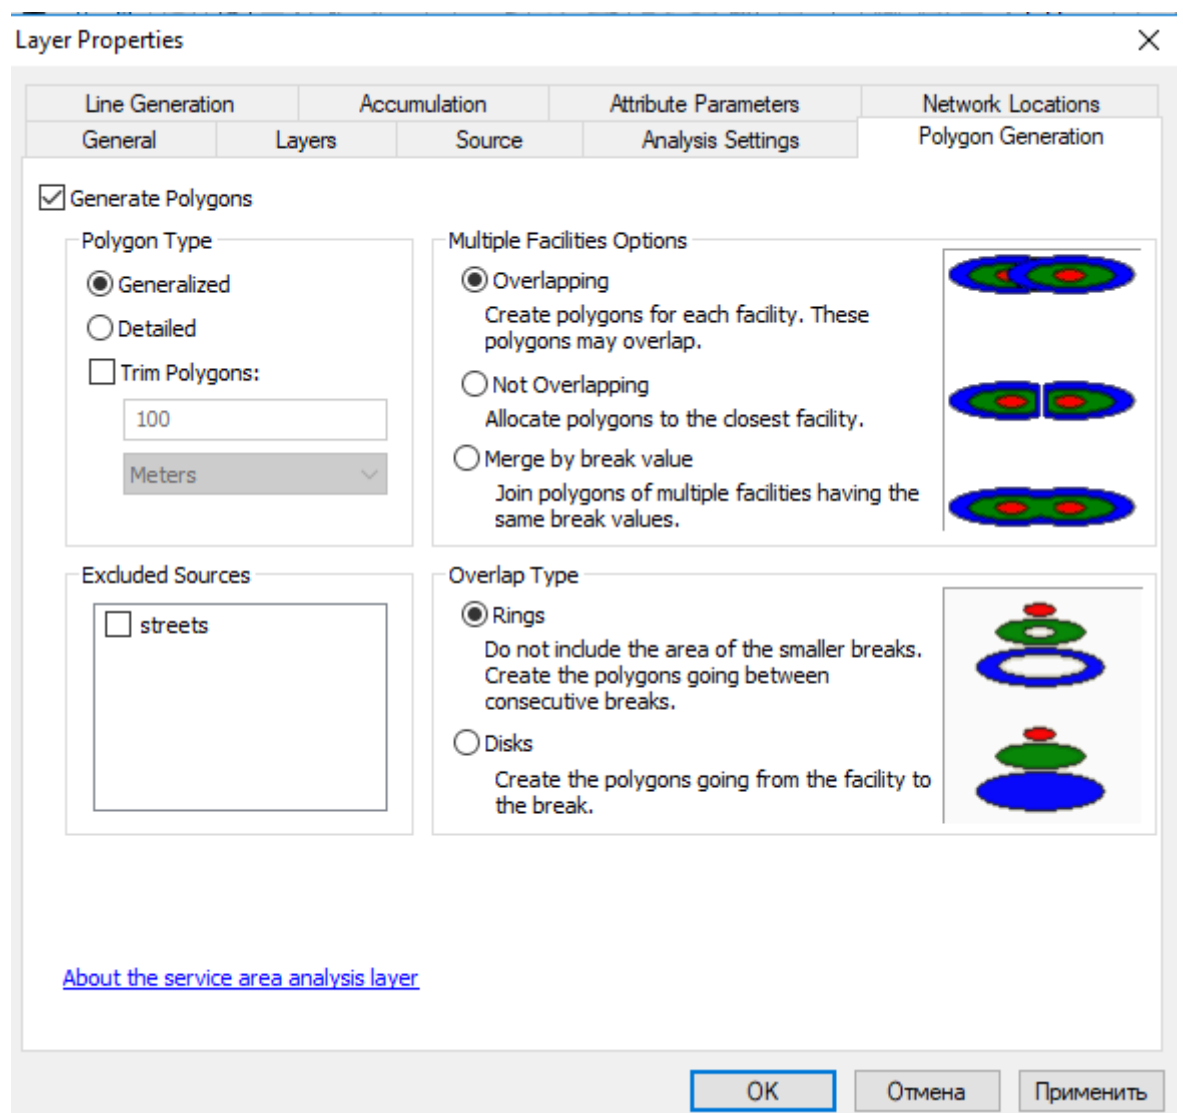 Layer Properties
Line Generation Accumulation Attribute Parameters Network Locations
General Layers Source Analysis Settings Polygon Generation
Generate Polygons
Polygon Type
Generalized
Detailed
Trim Polygons:
100
Meters
Multiple Facilities Options
Overlapping
Create polygons for each facility. These
polygons may overlap.
Not Overlapping
Allocate polygons to the closest facility.
Merge by break value
Join polygons of multiple facilities having the
same break values.
Excluded Sources
streets
Overlap Type
Rings
Do not include the area of the smaller breaks.
Create the polygons going between
consecutive breaks.
Disks
Create the polygons going from the facility to
the break.
About the service area analysis layer
OK Отмена Применить